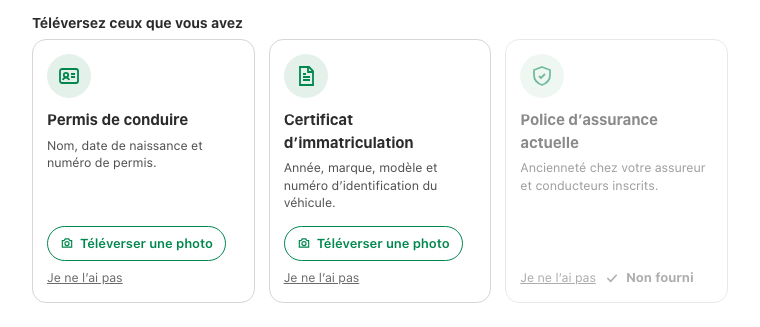 Téléversez ceux que vous avez
Permis de conduire
Nom, date de naissance et
numéro de permis.
Téléverser une photo
Je ne l’ai pas
Certificat
d’immatriculation
Année, marque, modèle et
numéro d’identification du
véhicule.
Téléverser une photo
Je ne l’ai pas
Police d’assurance
actuelle
Ancienneté chez votre assureur
et conducteurs inscrits.
Je ne l’ai pas
Non fourni